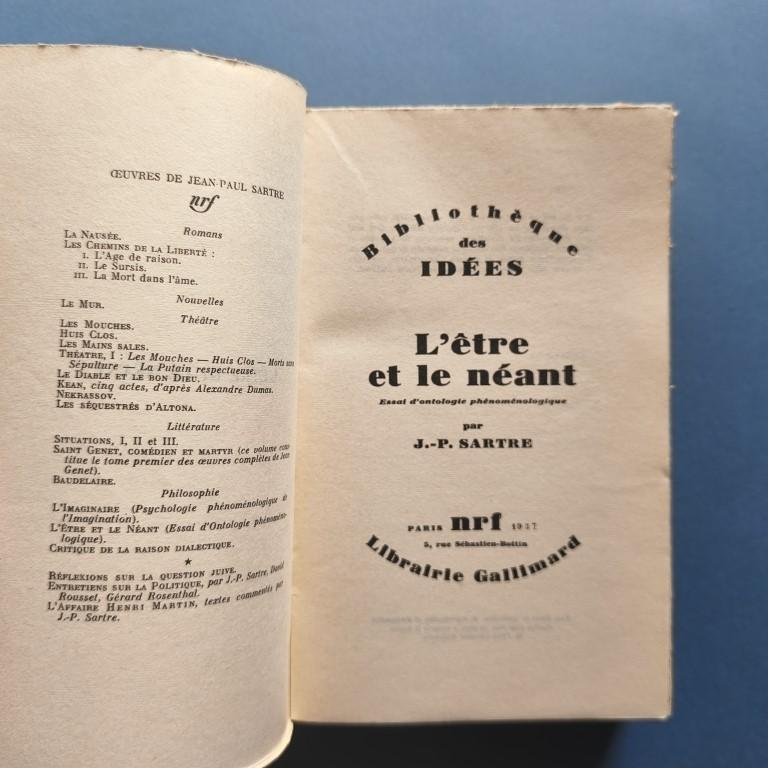 ŒUVRES DE JEAN-PAUL SARTRE
nrf
Romans
LA NAUSÉE.
LES CHEMINS DE LA LIBERTÉ :
I. L'Age de raison.
II. Le Sursis.
III. La Mort dans l'âme.
Nouvelles
LE MUR.
Théâtre
LES MOUCHES.
HUIS CLOS.
LES MAINS SALES.
THÉATRE, I : Les Mouches — Huis Clos — Morts sans
Sépulture — La Putain respectueuse.
LE DIABLE ET LE BON DIEU.
KEAN, cinq actes, d'après Alexandre Dumas.
NEKRASSOV.
LES SÉQUESTRÉS D'ALTONA.
Littérature
SITUATIONS, I, II et III.
SAINT GENET, COMÉDIEN ET MARTYR (ce volume cons-
titue le tome premier des œuvres complètes de Jean
Genet).
BAUDELAIRE.
Philosophie
L'IMAGINAIRE (Psychologie phénoménologique de
l'Imagination).
L'ÊTRE ET LE NÉANT (Essai d'Ontologie phénoméno-
logique).
CRITIQUE DE LA RAISON DIALECTIQUE.
★
RÉFLEXIONS SUR LA QUESTION JUIVE.
ENTRETIENS SUR LA POLITIQUE, par J.-P. Sartre, David
Rousset, Gérard Rosenthal.
L'AFFAIRE HENRI MARTIN, textes commentés par
J.-P. Sartre.
Bibliothèque
des
IDÉES
L'être
et le néant
Essai d'ontologie phénoménologique
par
J.-P. SARTRE
PARIS nrf
5, rue Sébastien-Bottin
Librairie Gallimard